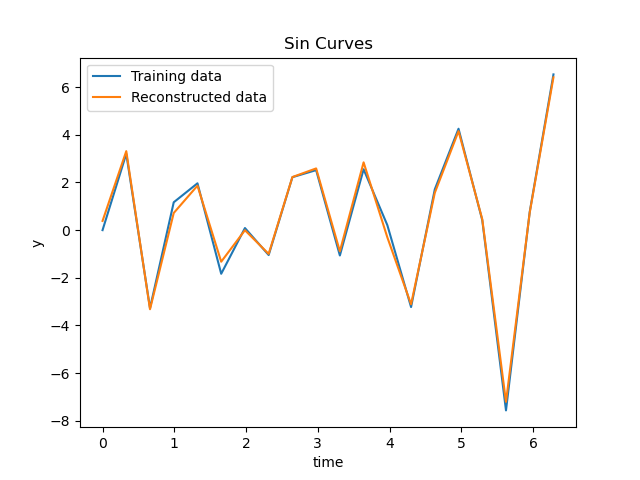 Sin Curves
Training data
Reconstructed data
6
4
2
0
−2
−4
−6
−8
y
0 1 2 3 4 5 6
time